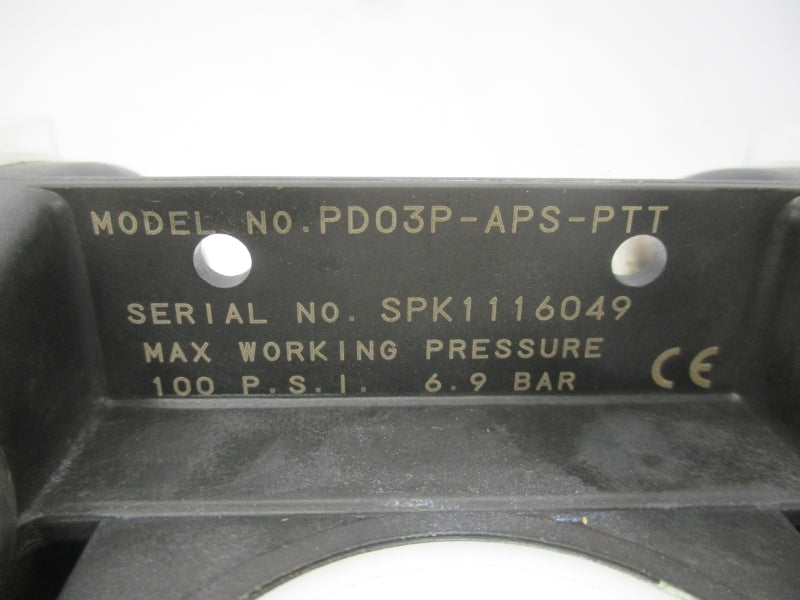 MODEL NO.PD03P-APS-PTT
SERIAL NO. SPK1116049
MAX WORKING PRESSURE
100 P.S.I. 6.9 BAR
CE